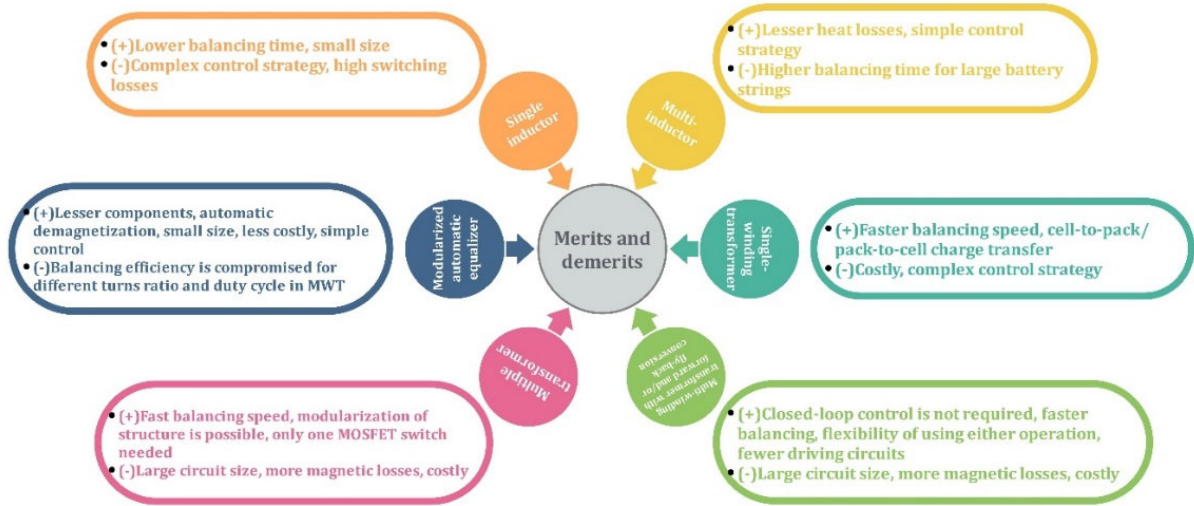 (+)Lower balancing time, small size
(-)Complex control strategy, high switching
losses
Single
inductor
(+)Lesser heat losses, simple control
strategy
(-)Higher balancing time for large battery
strings
Multi-
inductor
(+)Lesser components, automatic
demagnetization, small size, less costly, simple
control
(-)Balancing efficiency is compromised for
different turns ratio and duty cycle in MWT
Modularized
automatic
equalizer
Merits and
demerits
Single-
winding
transformer
(+)Faster balancing speed, cell-to-pack/
pack-to-cell charge transfer
(-)Costly, complex control strategy
Multiple
transformer
(+)Fast balancing speed, modularization of
structure is possible, only one MOSFET switch
needed
(-)Large circuit size, more magnetic losses, costly
Multi-winding
transformer with
forward and/or
fly-back
conversion
(+)Closed-loop control is not required, faster
balancing, flexibility of using either operation,
fewer driving circuits
(-)Large circuit size, more magnetic losses, costly